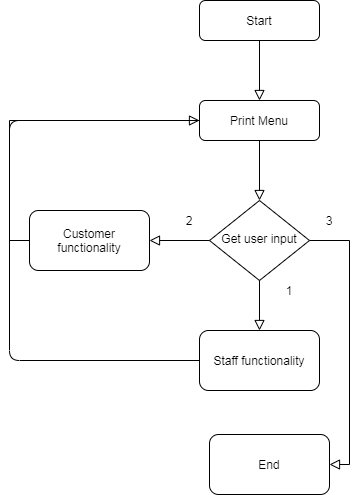 Start
Print Menu
2
Get user input
3
Customer
functionality
1
Staff functionality
End